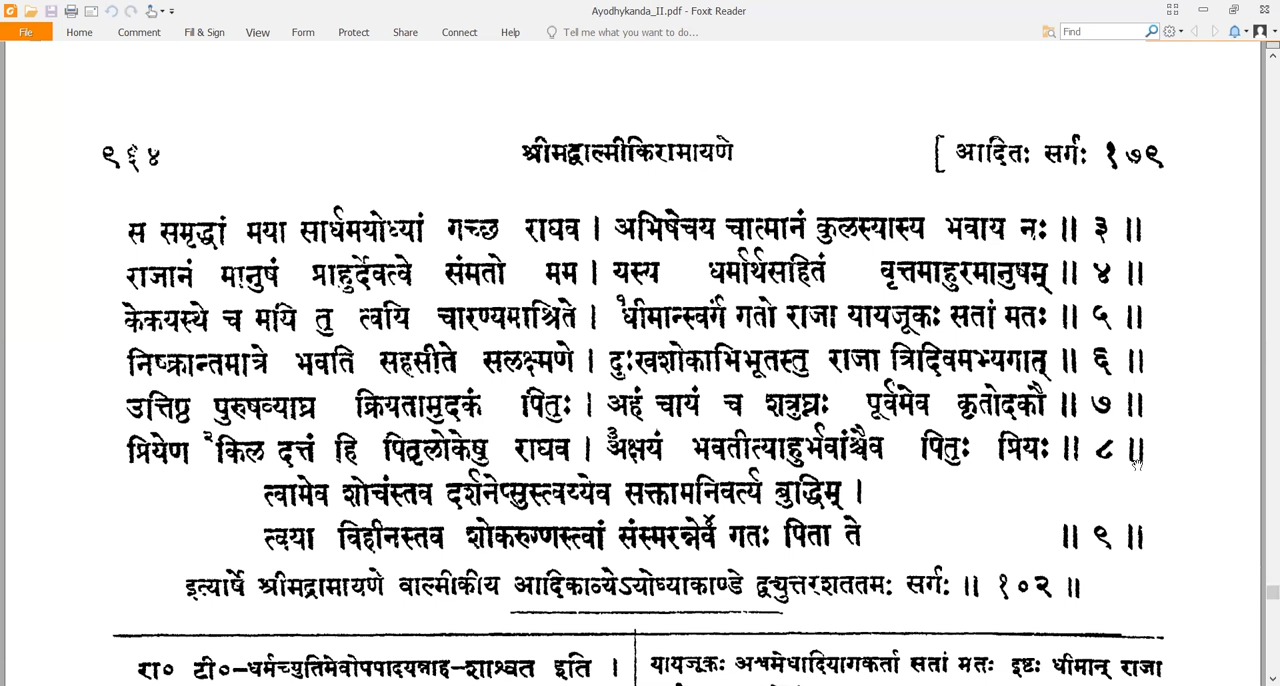 Ayodhykanda_II.pdf - Foxit Reader
File Home Comment Fill & Sign View Form Protect Share Connect Help Tell me what you want to do... Find
९६४ श्रीमद्वाल्मीकिरामायणे [ आदितः सर्गः १७९
स समृद्धां मया सार्धमयोध्यां गच्छ राघव । अभिषेचय चात्मानं कुलस्यास्य भवाय नः ॥ ३ ॥
राजानं मानुषं प्राहुर्देवत्वे संमतो मम । यस्य धर्मार्थसहितं वृत्तमाहुरमानुषम् ॥ ४ ॥
केकयस्थे च मयि तु त्वयि चारण्यमाश्रिते । १धीमान्स्वर्गं गतो राजा यायजूकः सतां मतः ॥ ५ ॥
निष्क्रान्तमात्रे भवति सहसीते सलक्ष्मणे । दुःखशोकाभिभूतस्तु राजा त्रिदिवमभ्यगात् ॥ ६ ॥
उत्तिष्ठ पुरुषव्याघ्र क्रियतामुदकं पितुः । अहं चायं च शत्रुघ्नः पूर्वमेव कृतोदकौ ॥ ७ ॥
प्रियेण २किल दत्तं हि पितृलोकेषु राघव । ३अक्षयं भवतीत्याहुर्भवांश्चैव पितुः प्रियः ॥ ८ ॥
त्वामेव शोचंस्तव दर्शनेप्सुस्त्वय्येव सक्तामनिवर्त्य बुद्धिम् ।
त्वया विहीनस्तव शोकरुग्णस्त्वां संस्मरन्नेव४ गतः पिता ते ॥ ९ ॥
इत्यार्षे श्रीमद्रामायणे वाल्मीकीय आदिकाव्येऽयोध्याकाण्डे द्व्युत्तरशततमः सर्गः ॥ १०२ ॥
रा० टी०-धर्मच्युतिमेवोपपादयन्नाह-शाश्वत इति ।
यायजूकः अश्वमेधादियागकर्ता सतां मतः इष्टः धीमान् राजा